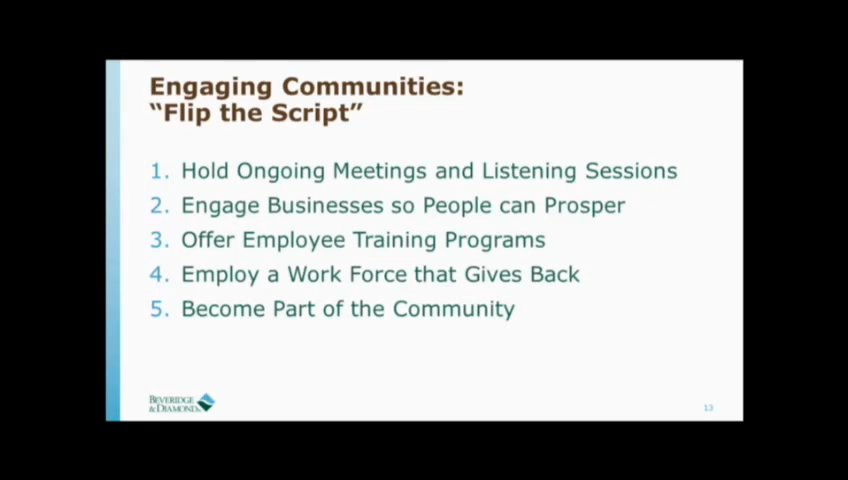 Engaging Communities:
“Flip the Script”
1. Hold Ongoing Meetings and Listening Sessions
2. Engage Businesses so People can Prosper
3. Offer Employee Training Programs
4. Employ a Work Force that Gives Back
5. Become Part of the Community
BEVERIDGE
& DIAMOND
13